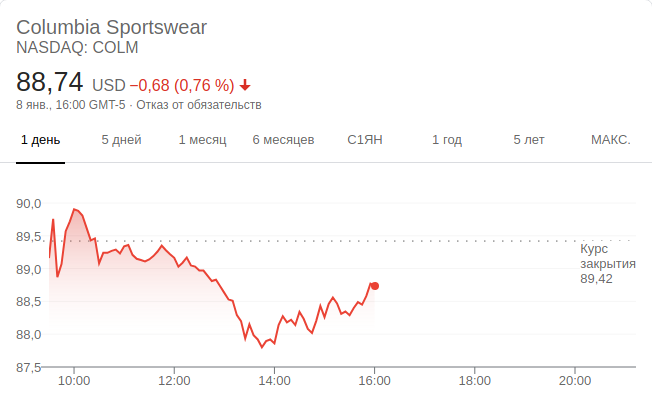 Columbia Sportswear
NASDAQ: COLM
88,74 USD −0,68 (0,76 %)
8 янв., 16:00 GMT-5 · Отказ от обязательств
1 день 5 дней 1 месяц 6 месяцев С1ЯН 1 год 5 лет МАКС.
90,0
89,5
Курс
закрытия
89,42
89,0
88,5
88,0
87,5
10:00 12:00 14:00 16:00 18:00 20:00